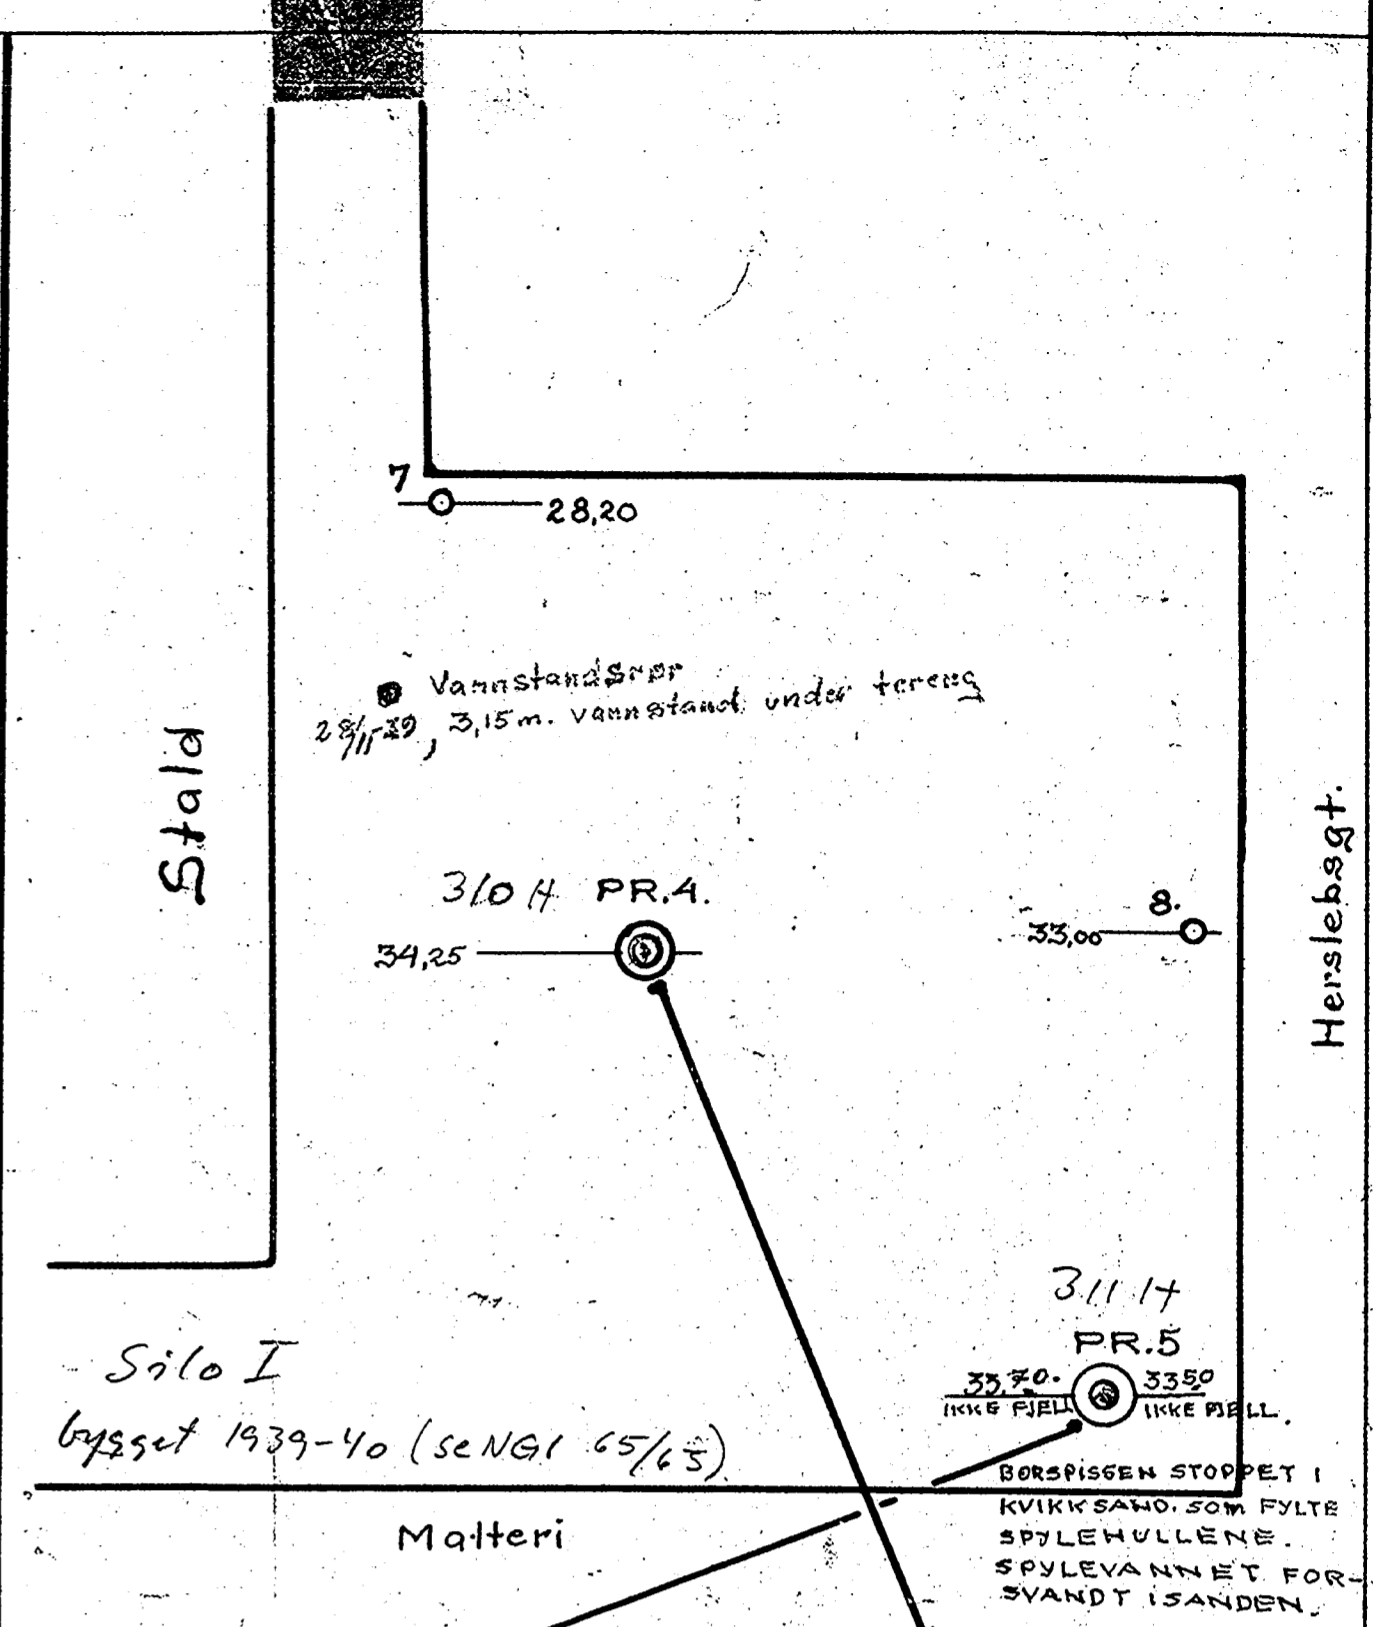 7
28,20
Vannstandsrør
28/11-39, 3,15 m. vannstand under tereng
Stald
Herslebsgt.
310 H PR.4.
34,25
8.
33,00
311 H
PR.5
33,70. 33,50
IKKE FJELL IKKE FJELL.
Silo I
bygget 1939-40 (se NGI 65/65)
BORSPISSEN STOPPET I
KVIKKSAND. SOM FYLTE
SPYLEHULLENE.
SPYLEVANNET FOR-
SVANDT I SANDEN.
Malteri